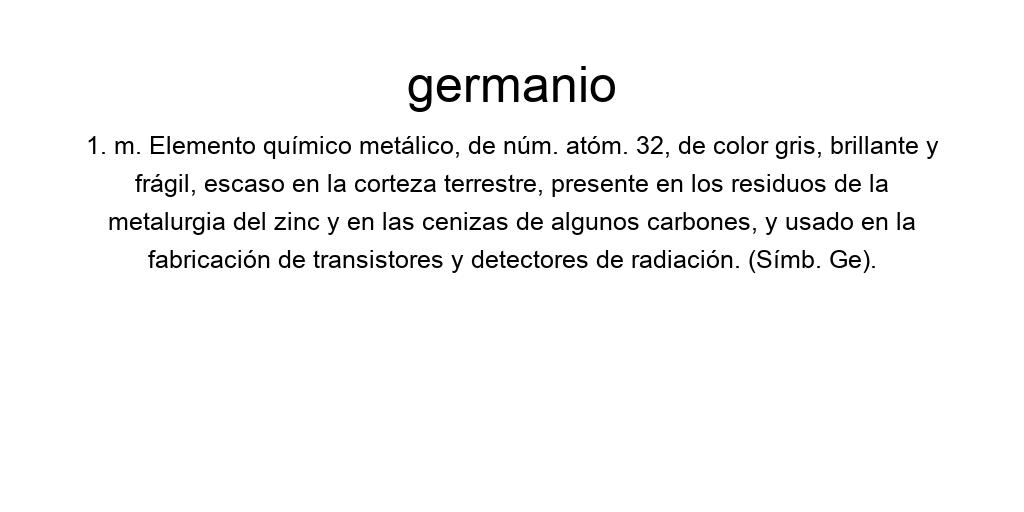 germanio
1. m. Elemento químico metálico, de núm. atóm. 32, de color gris, brillante y
frágil, escaso en la corteza terrestre, presente en los residuos de la
metalurgia del zinc y en las cenizas de algunos carbones, y usado en la
fabricación de transistores y detectores de radiación. (Símb. Ge).